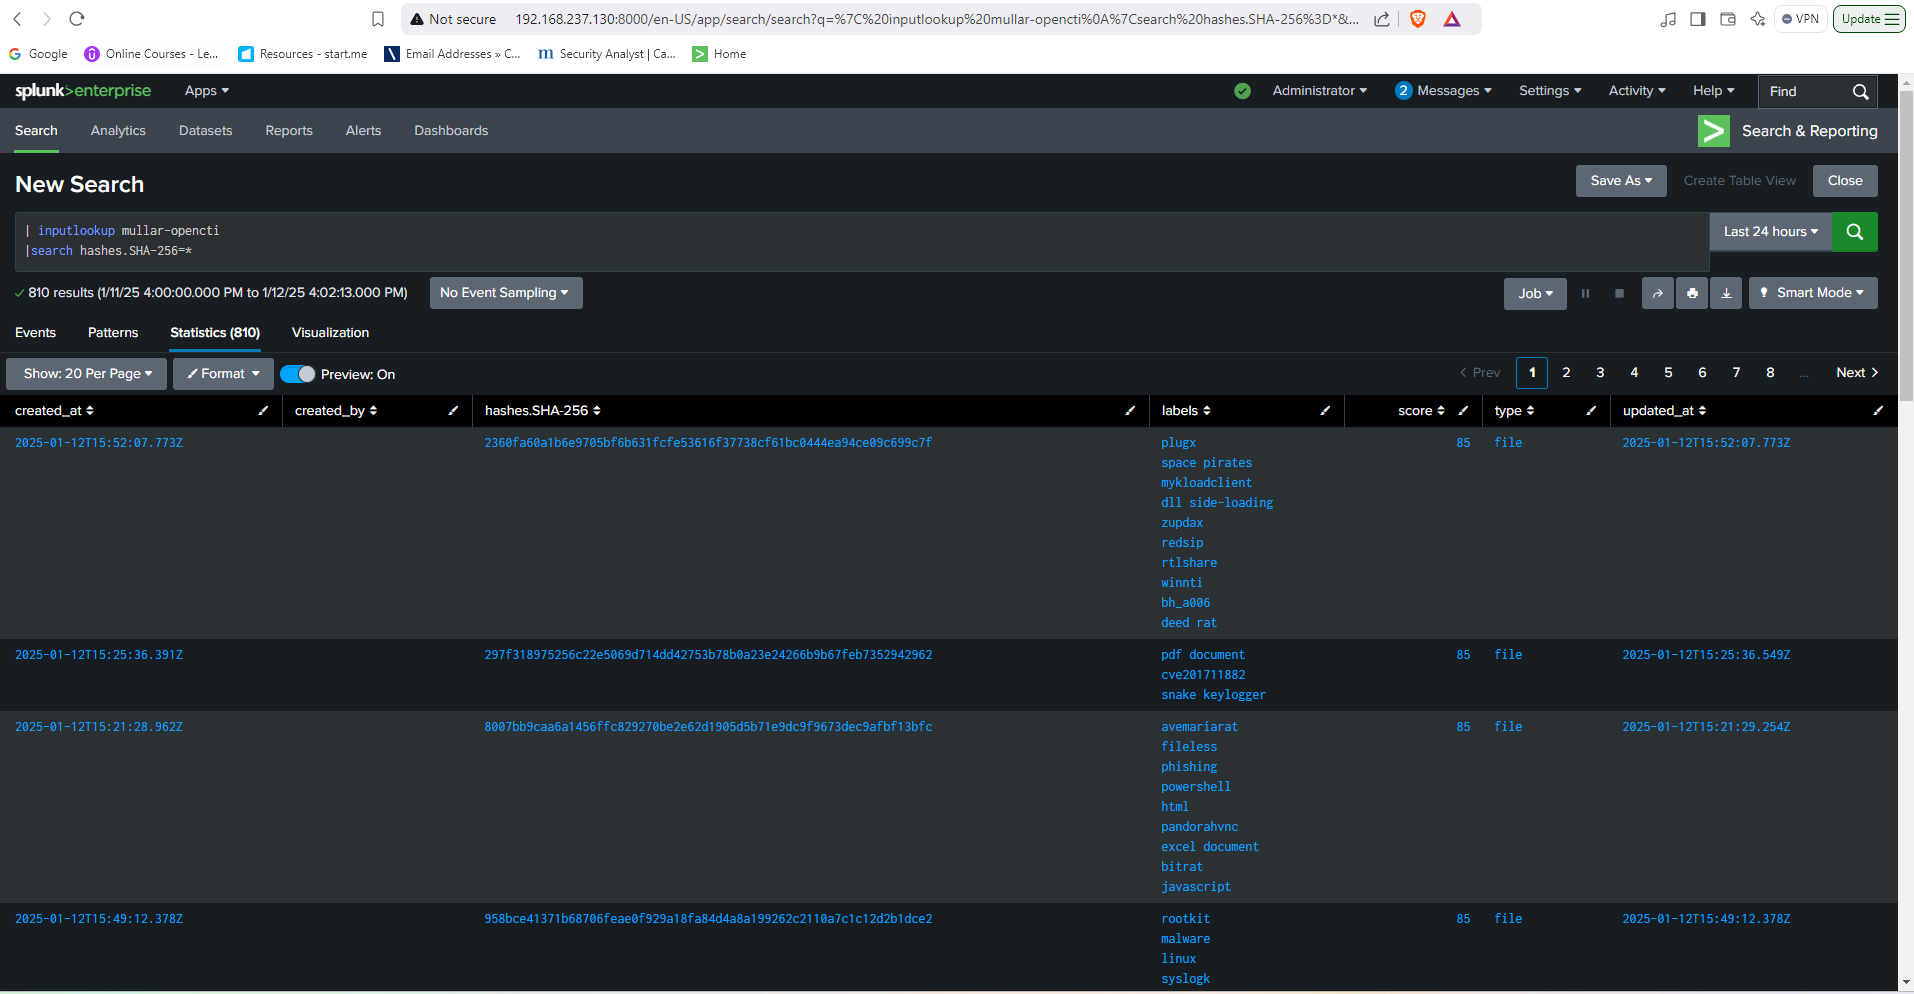 Not secure 192.168.237.130:8000/en-US/app/search/search?q=%7C%20inputlookup%20mullar-opencti%0A%7Csearch%20hashes.SHA-256%3D*&... VPN Update
Google Online Courses - Le... Resources - start.me Email Addresses » C... m Security Analyst | Ca... Home
splunk>enterprise Apps Administrator 2 Messages Settings Activity Help Find
Search Analytics Datasets Reports Alerts Dashboards Search & Reporting
New Search Save As Create Table View Close
| inputlookup mullar-opencti
|search hashes.SHA-256=*
Last 24 hours
810 results (1/11/25 4:00:00.000 PM to 1/12/25 4:02:13.000 PM) No Event Sampling Job Smart Mode
Events Patterns Statistics (810) Visualization
Show: 20 Per Page Format Preview: On < Prev 1 2 3 4 5 6 7 8 ... Next >
created_at created_by hashes.SHA-256 labels score type updated_at
2025-01-12T15:52:07.773Z 2360fa60a1b6e9705bf6b631fcfe53616f37738cf61bc0444ea94ce09c699c7f plugx 85 file 2025-01-12T15:52:07.773Z
space pirates
mykloadclient
dll side-loading
zupdax
redsip
rtlshare
winnti
bh_a006
deed rat
2025-01-12T15:25:36.391Z 297f318975256c22e5069d714dd42753b78b0a23e24266b9b67feb7352942962 pdf document 85 file 2025-01-12T15:25:36.549Z
cve201711882
snake keylogger
2025-01-12T15:21:28.962Z 8007bb9caa6a1456ffc829270be2e62d1905d5b71e9dc9f9673dec9afbf13bfc avemariarat 85 file 2025-01-12T15:21:29.254Z
fileless
phishing
powershell
html
pandorahvnc
excel document
bitrat
javascript
2025-01-12T15:49:12.378Z 958bce41371b68706feae0f929a18fa84d4a8a199262c2110a7c1c12d2b1dce2 rootkit 85 file 2025-01-12T15:49:12.378Z
malware
linux
syslogk